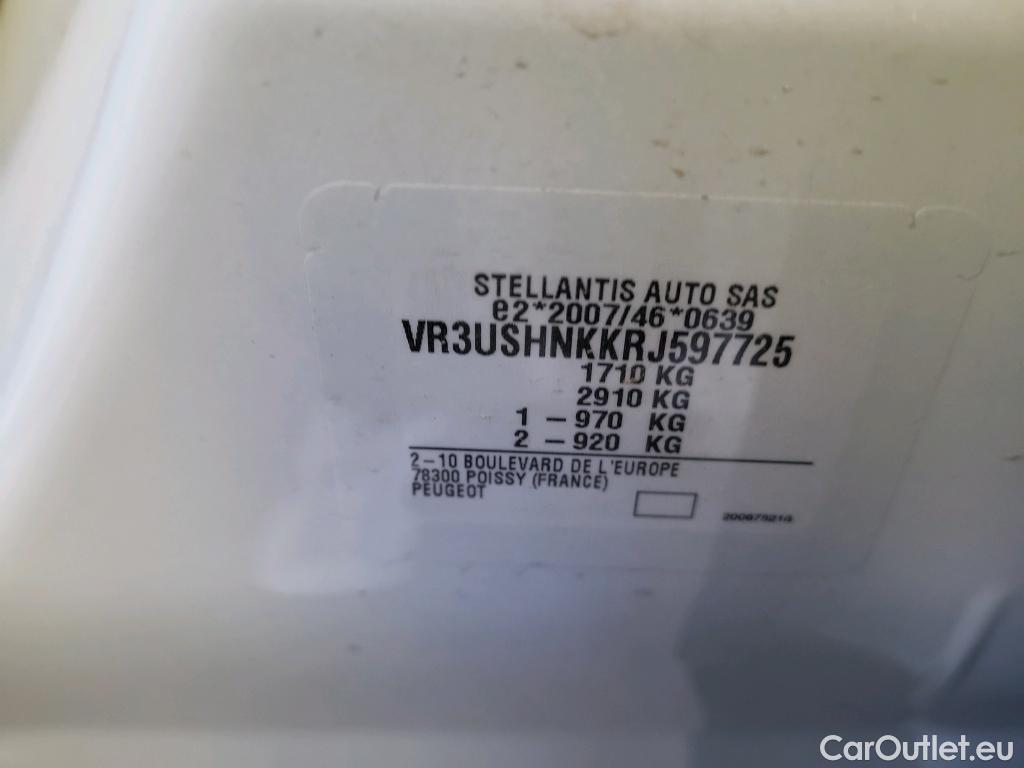 STELLANTIS AUTO SAS
e2*2007/46*0639
VR3USHNKKRJ597725
1710 KG
2910 KG
1 – 970 KG
2 – 920 KG
2–10 BOULEVARD DE L'EUROPE
78300 POISSY (FRANCE)
PEUGEOT
CarOutlet.eu